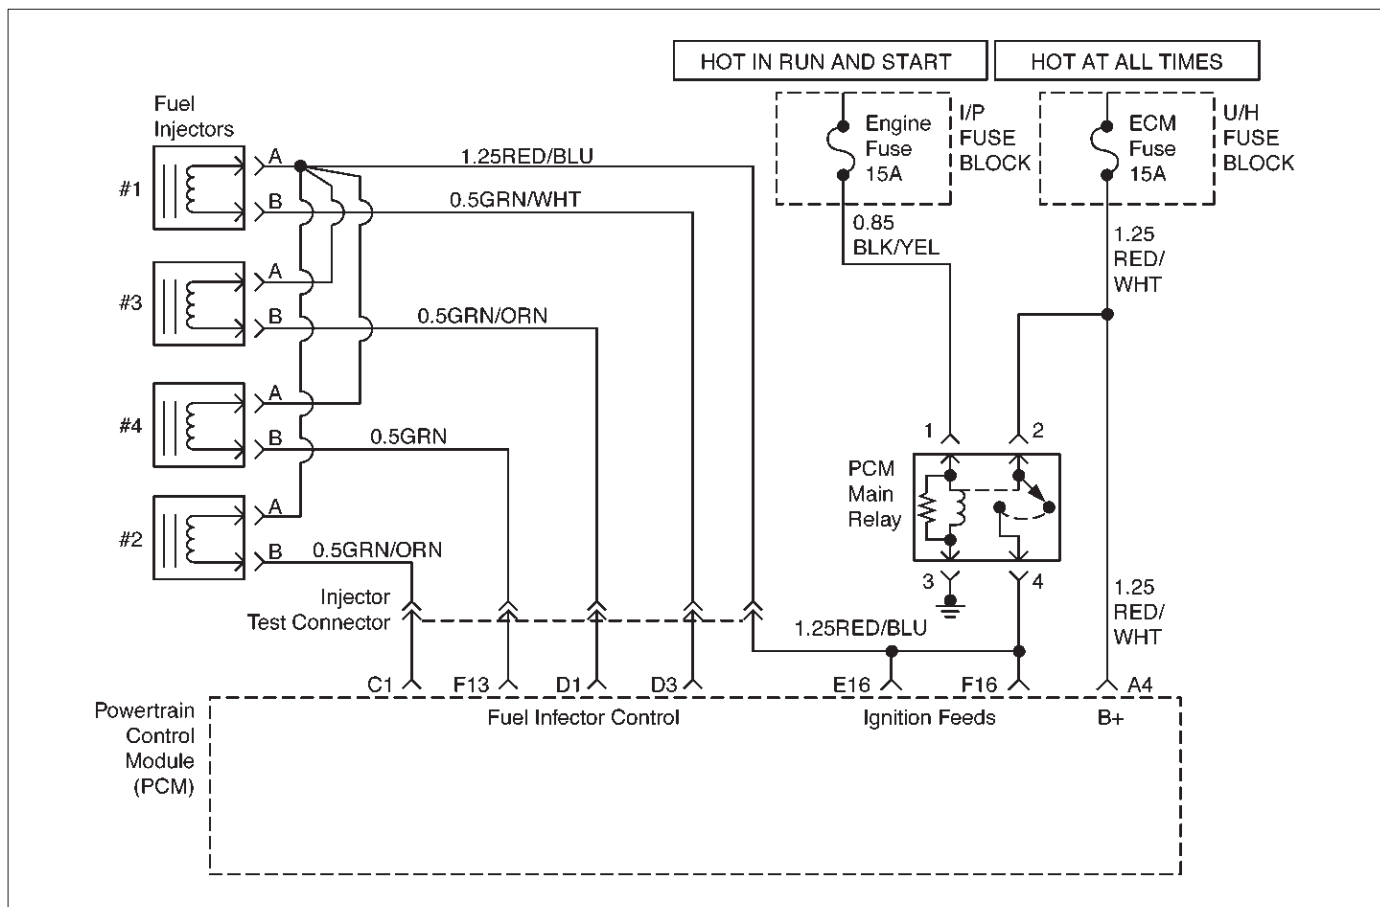 HOT IN RUN AND START
HOT AT ALL TIMES
Fuel
Injectors
Engine
Fuse
15A
I/P
FUSE
BLOCK
ECM
Fuse
15A
U/H
FUSE
BLOCK
#1
A
1.25RED/BLU
B
0.5GRN/WHT
0.85
BLK/YEL
1.25
RED/
WHT
#3
A
B
0.5GRN/ORN
#4
A
B
0.5GRN
1
2
PCM
Main
Relay
#2
A
B
0.5GRN/ORN
3
4
Injector
Test Connector
1.25RED/BLU
1.25
RED/
WHT
C1
F13
D1
D3
E16
F16
A4
Powertrain
Control
Module
(PCM)
Fuel Infector Control
Ignition Feeds
B+